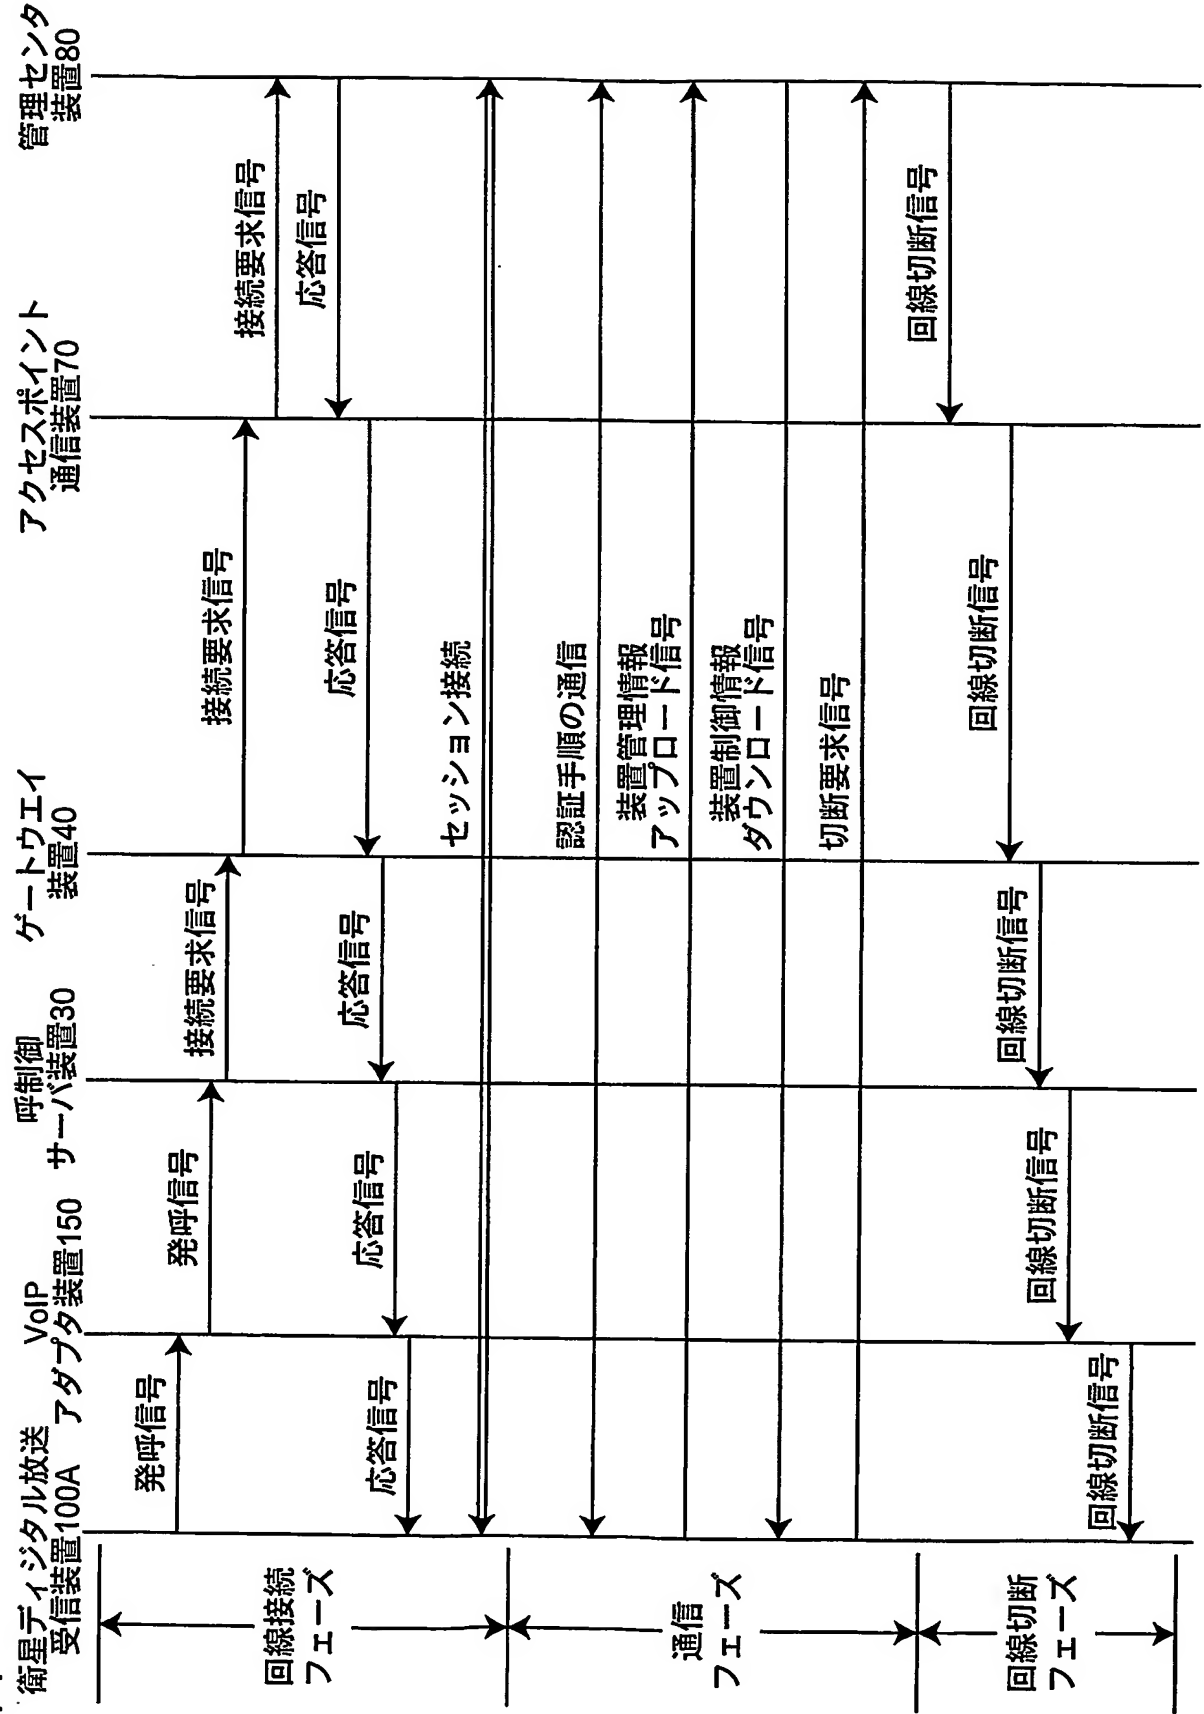 衛星ディジタル放送
受信装置100A
VoIP
アダプタ装置150
呼制御
サーバ装置30
ゲートウエイ
装置40
アクセスポイント
通信装置70
管理センタ
装置80
回線接続
フェーズ
発呼信号
発呼信号
接続要求信号
接続要求信号
接続要求信号
応答信号
応答信号
応答信号
応答信号
応答信号
セッション接続
通信
フェーズ
認証手順の通信
装置管理情報
アップロード信号
装置制御情報
ダウンロード信号
切断要求信号
回線切断
フェーズ
回線切断信号
回線切断信号
回線切断信号
回線切断信号
回線切断信号